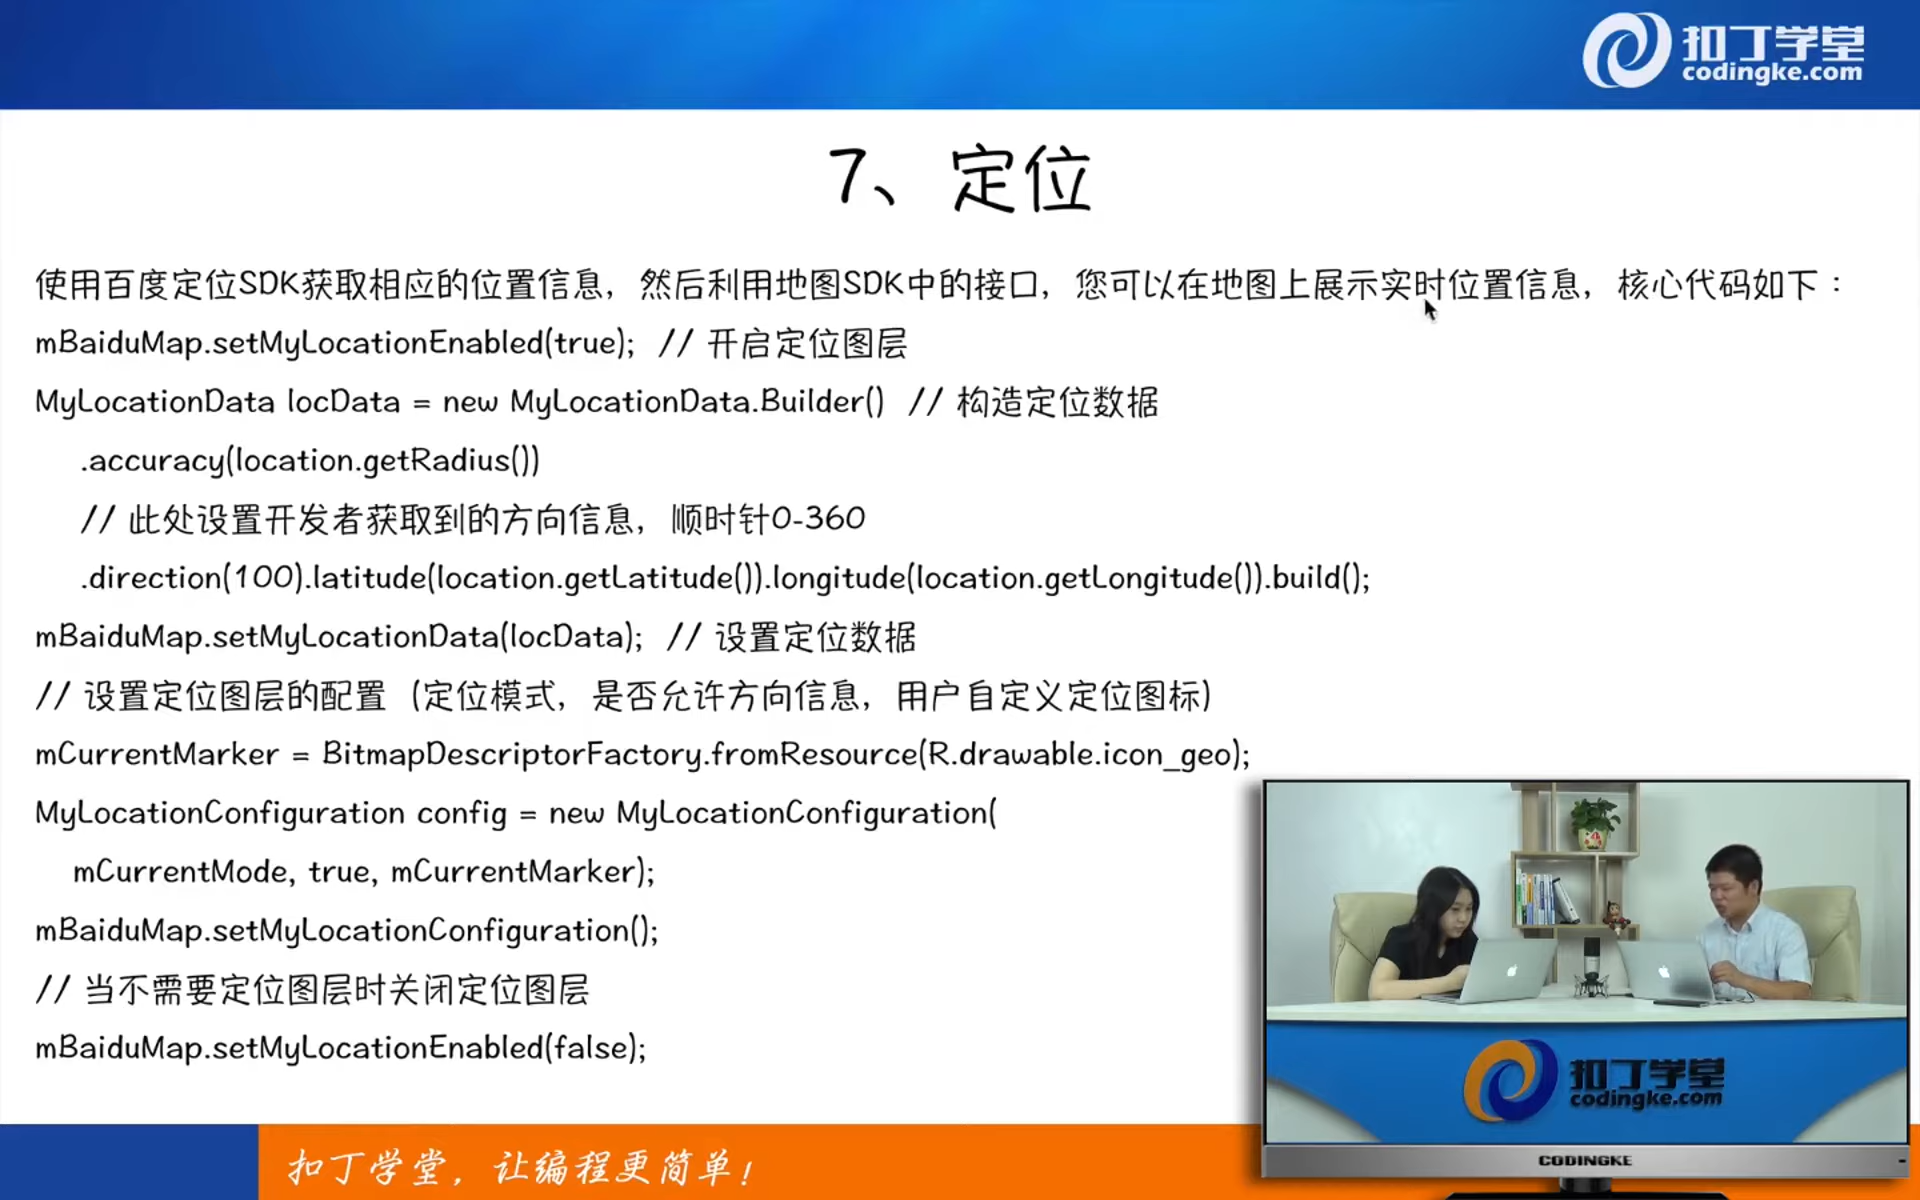 扣丁学堂
codingke.com
7、定位
使用百度定位SDK获取相应的位置信息，然后利用地图SDK中的接口，您可以在地图上展示实时位置信息，核心代码如下：
mBaiduMap.setMyLocationEnabled(true);  // 开启定位图层
MyLocationData locData = new MyLocationData.Builder()  // 构造定位数据
.accuracy(location.getRadius())
// 此处设置开发者获取到的方向信息，顺时针0-360
.direction(100).latitude(location.getLatitude()).longitude(location.getLongitude()).build();
mBaiduMap.setMyLocationData(locData);  // 设置定位数据
// 设置定位图层的配置（定位模式，是否允许方向信息，用户自定义定位图标）
mCurrentMarker = BitmapDescriptorFactory.fromResource(R.drawable.icon_geo);
MyLocationConfiguration config = new MyLocationConfiguration(
mCurrentMode, true, mCurrentMarker);
mBaiduMap.setMyLocationConfiguration();
// 当不需要定位图层时关闭定位图层
mBaiduMap.setMyLocationEnabled(false);
扣丁学堂
codingke.com
CODINGKE
扣丁学堂，让编程更简单！